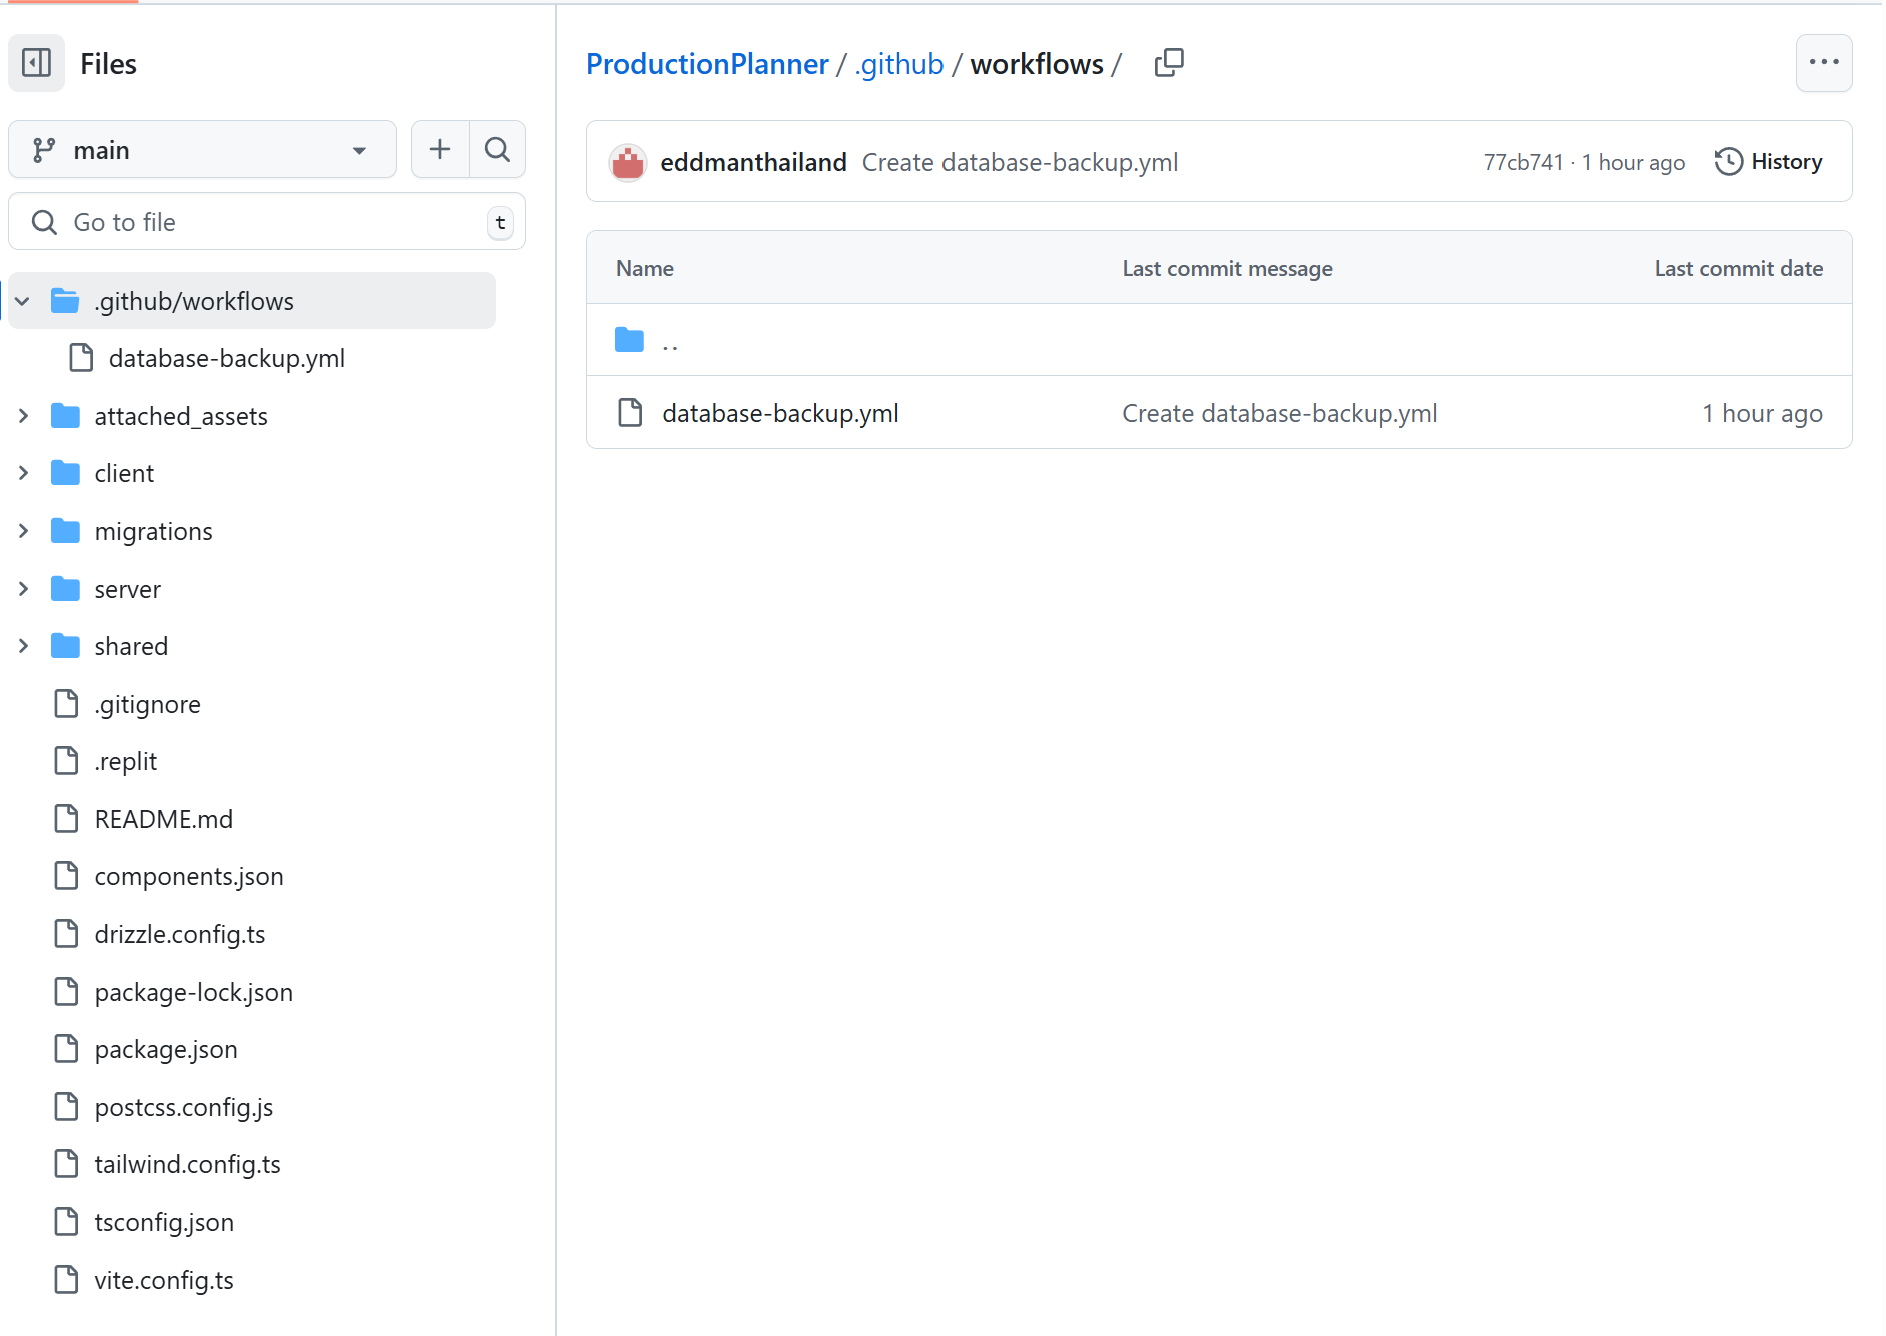 Files
main
Go to file
t
.github/workflows
database-backup.yml
attached_assets
client
migrations
server
shared
.gitignore
.replit
README.md
components.json
drizzle.config.ts
package-lock.json
package.json
postcss.config.js
tailwind.config.ts
tsconfig.json
vite.config.ts
ProductionPlanner / .github / workflows /
eddmanthailand Create database-backup.yml 77cb741 · 1 hour ago History
Name Last commit message Last commit date
..
database-backup.yml Create database-backup.yml 1 hour ago